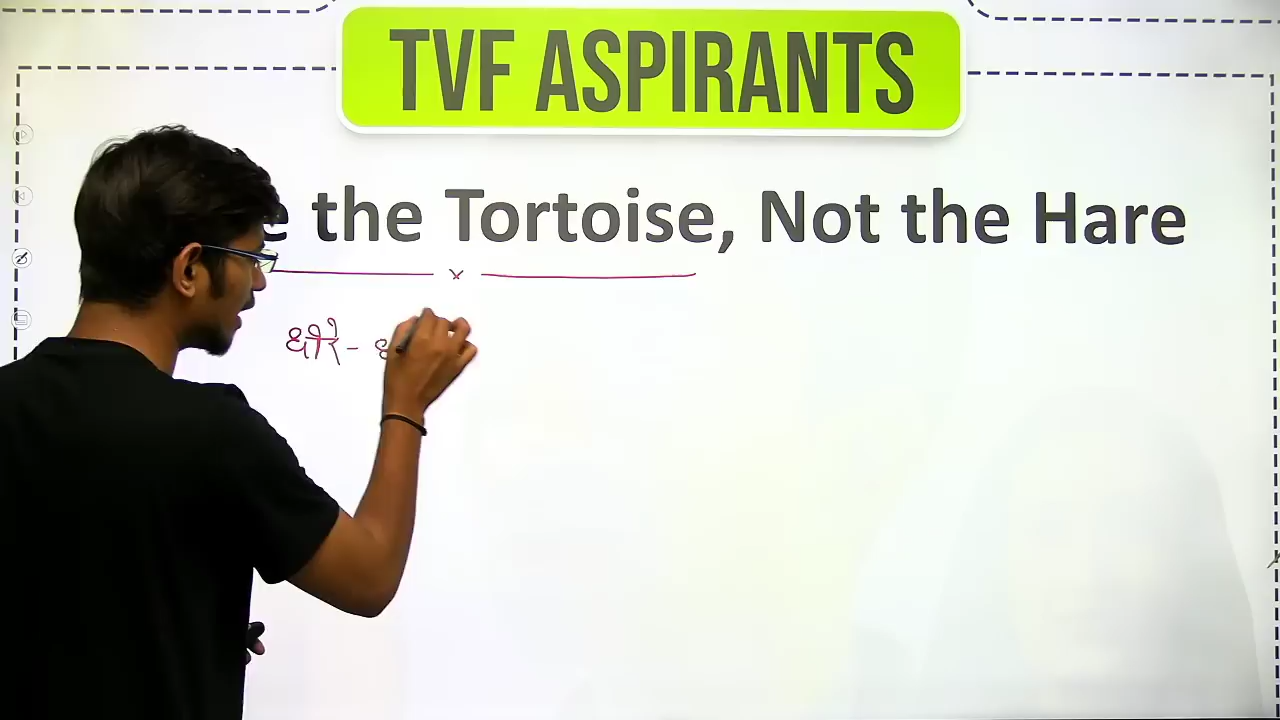 TVF ASPIRANTS
the Tortoise, Not the Hare
x
धीरे -